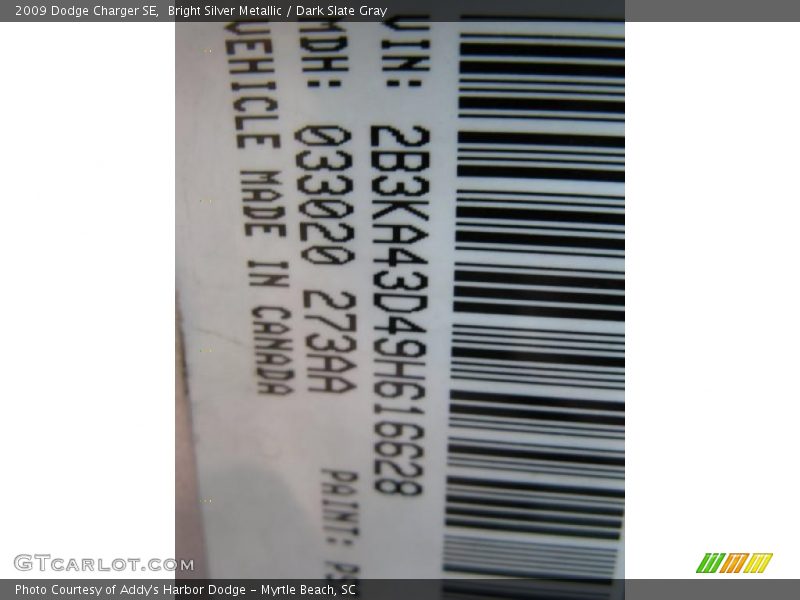 2009 Dodge Charger SE,  Bright Silver Metallic / Dark Slate Gray
VIN: 2B3KA43D49H616628
MDH: 033020 273AA
PAINT:
VEHICLE MADE IN CANADA
GTCARLOT.COM
Photo Courtesy of Addy's Harbor Dodge - Myrtle Beach, SC